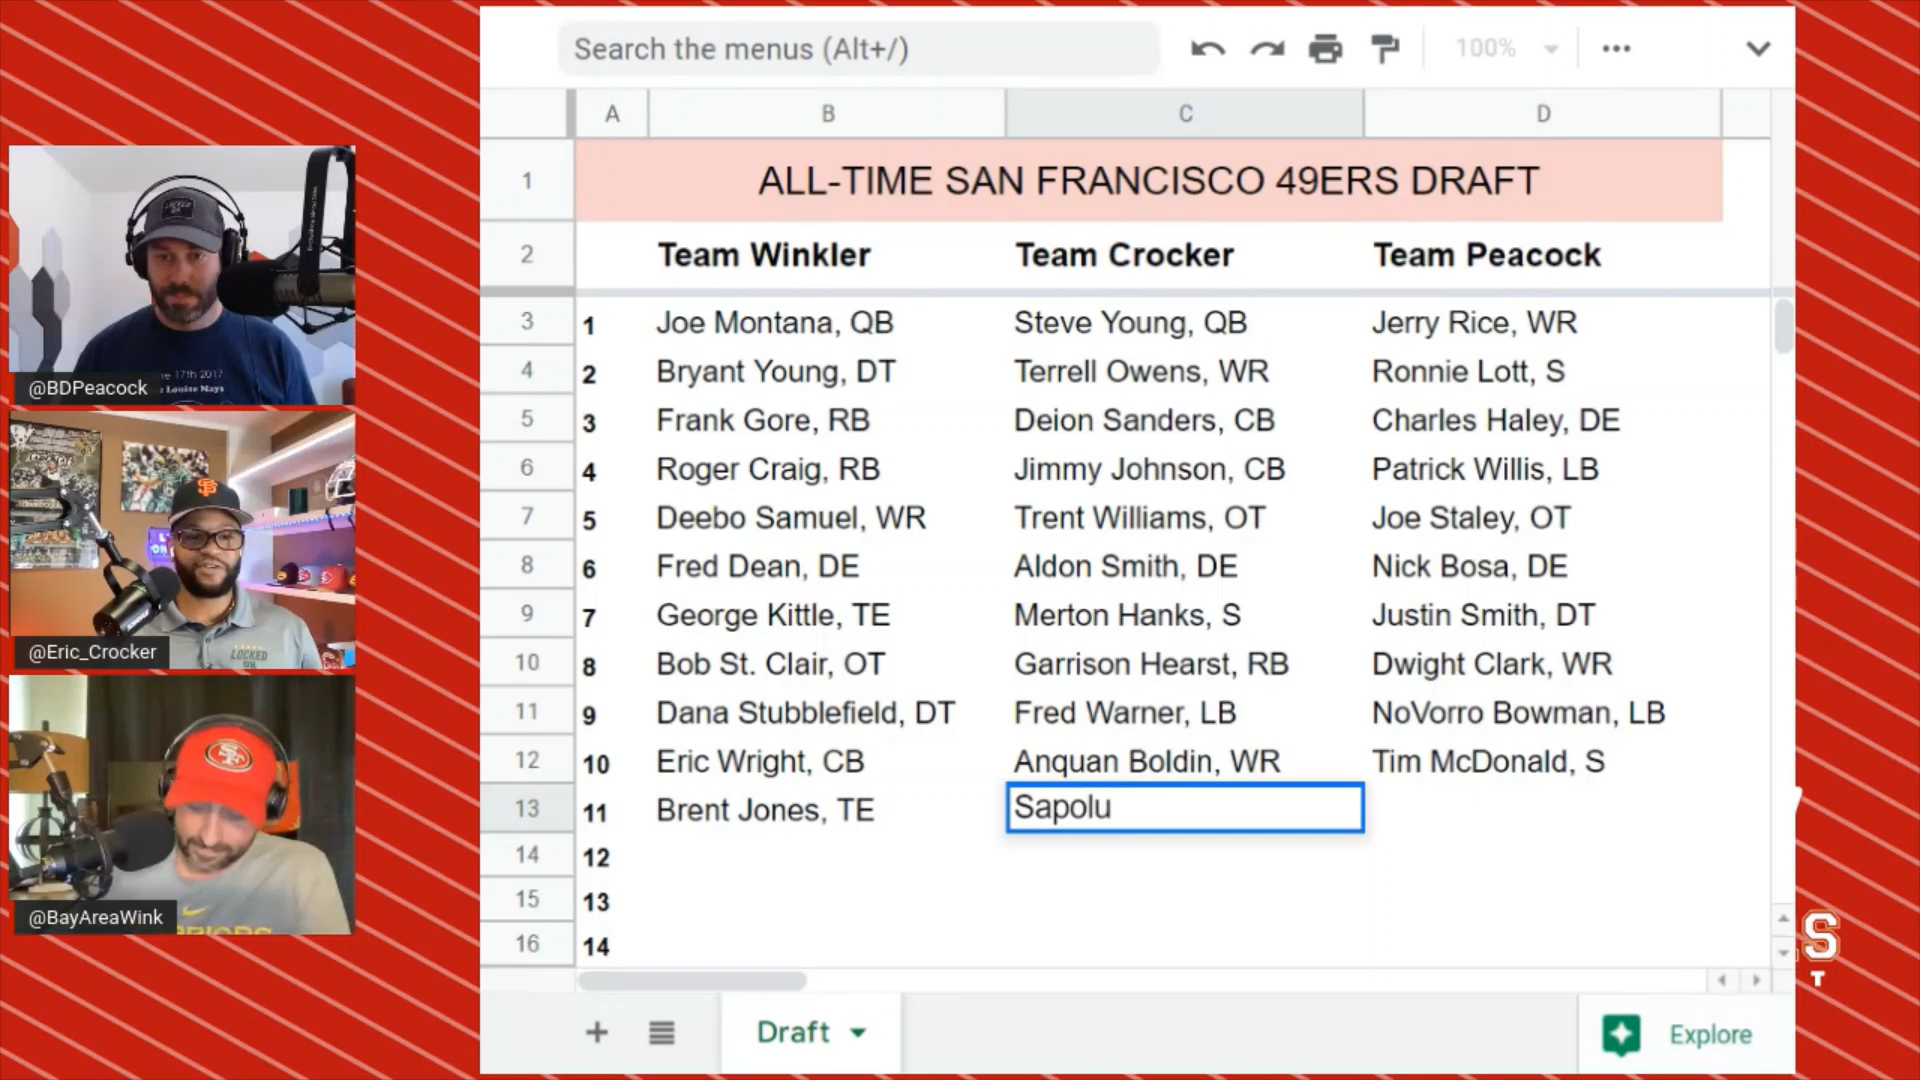 Search the menus (Alt+/)
100%
A B C D
1 ALL-TIME SAN FRANCISCO 49ERS DRAFT
2 Team Winkler Team Crocker Team Peacock
3 1 Joe Montana, QB Steve Young, QB Jerry Rice, WR
4 2 Bryant Young, DT Terrell Owens, WR Ronnie Lott, S
5 3 Frank Gore, RB Deion Sanders, CB Charles Haley, DE
6 4 Roger Craig, RB Jimmy Johnson, CB Patrick Willis, LB
7 5 Deebo Samuel, WR Trent Williams, OT Joe Staley, OT
8 6 Fred Dean, DE Aldon Smith, DE Nick Bosa, DE
9 7 George Kittle, TE Merton Hanks, S Justin Smith, DT
10 8 Bob St. Clair, OT Garrison Hearst, RB Dwight Clark, WR
11 9 Dana Stubblefield, DT Fred Warner, LB NoVorro Bowman, LB
12 10 Eric Wright, CB Anquan Boldin, WR Tim McDonald, S
13 11 Brent Jones, TE Sapolu
14 12
15 13
16 14
Draft
Explore
@BDPeacock
@Eric_Crocker
@BayAreaWink
17th 2017
Louise Mays
LOCKED
SF
S
T